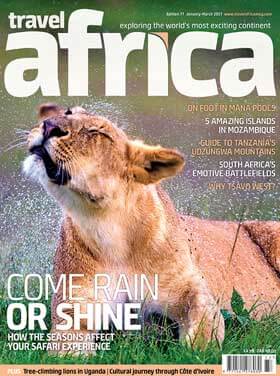 Edition 77 January-March 2017 www.travelafricamag.com
travel
exploring the world's most exciting continent
africa
ON FOOT IN MANA POOLS
5 AMAZING ISLANDS
IN MOZAMBIQUE
GUIDE TO TANZANIA'S
UDZUNGWA MOUNTAINS
SOUTH AFRICA'S
EMOTIVE BATTLEFIELDS
WHY TSAVO WEST?
COME RAIN
OR SHINE
HOW THE SEASONS AFFECT
YOUR SAFARI EXPERIENCE
PLUS Tree-climbing lions in Uganda | Cultural journey through Côte d'Ivoire